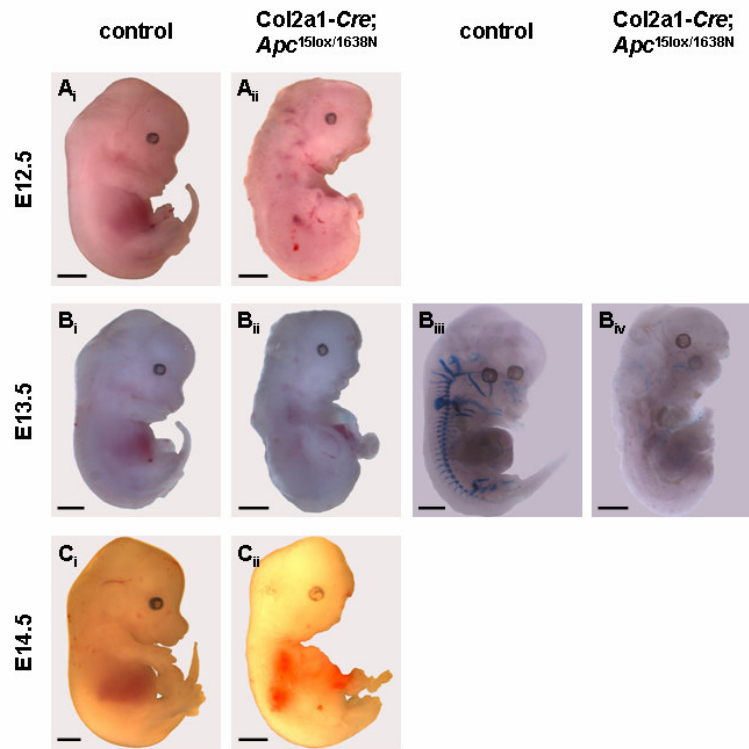 control
Col2a1-Cre;
Apc15lox/1638N
control
Col2a1-Cre;
Apc15lox/1638N
E12.5
Ai
Aii
E13.5
Bi
Bii
Biii
Biv
E14.5
Ci
Cii